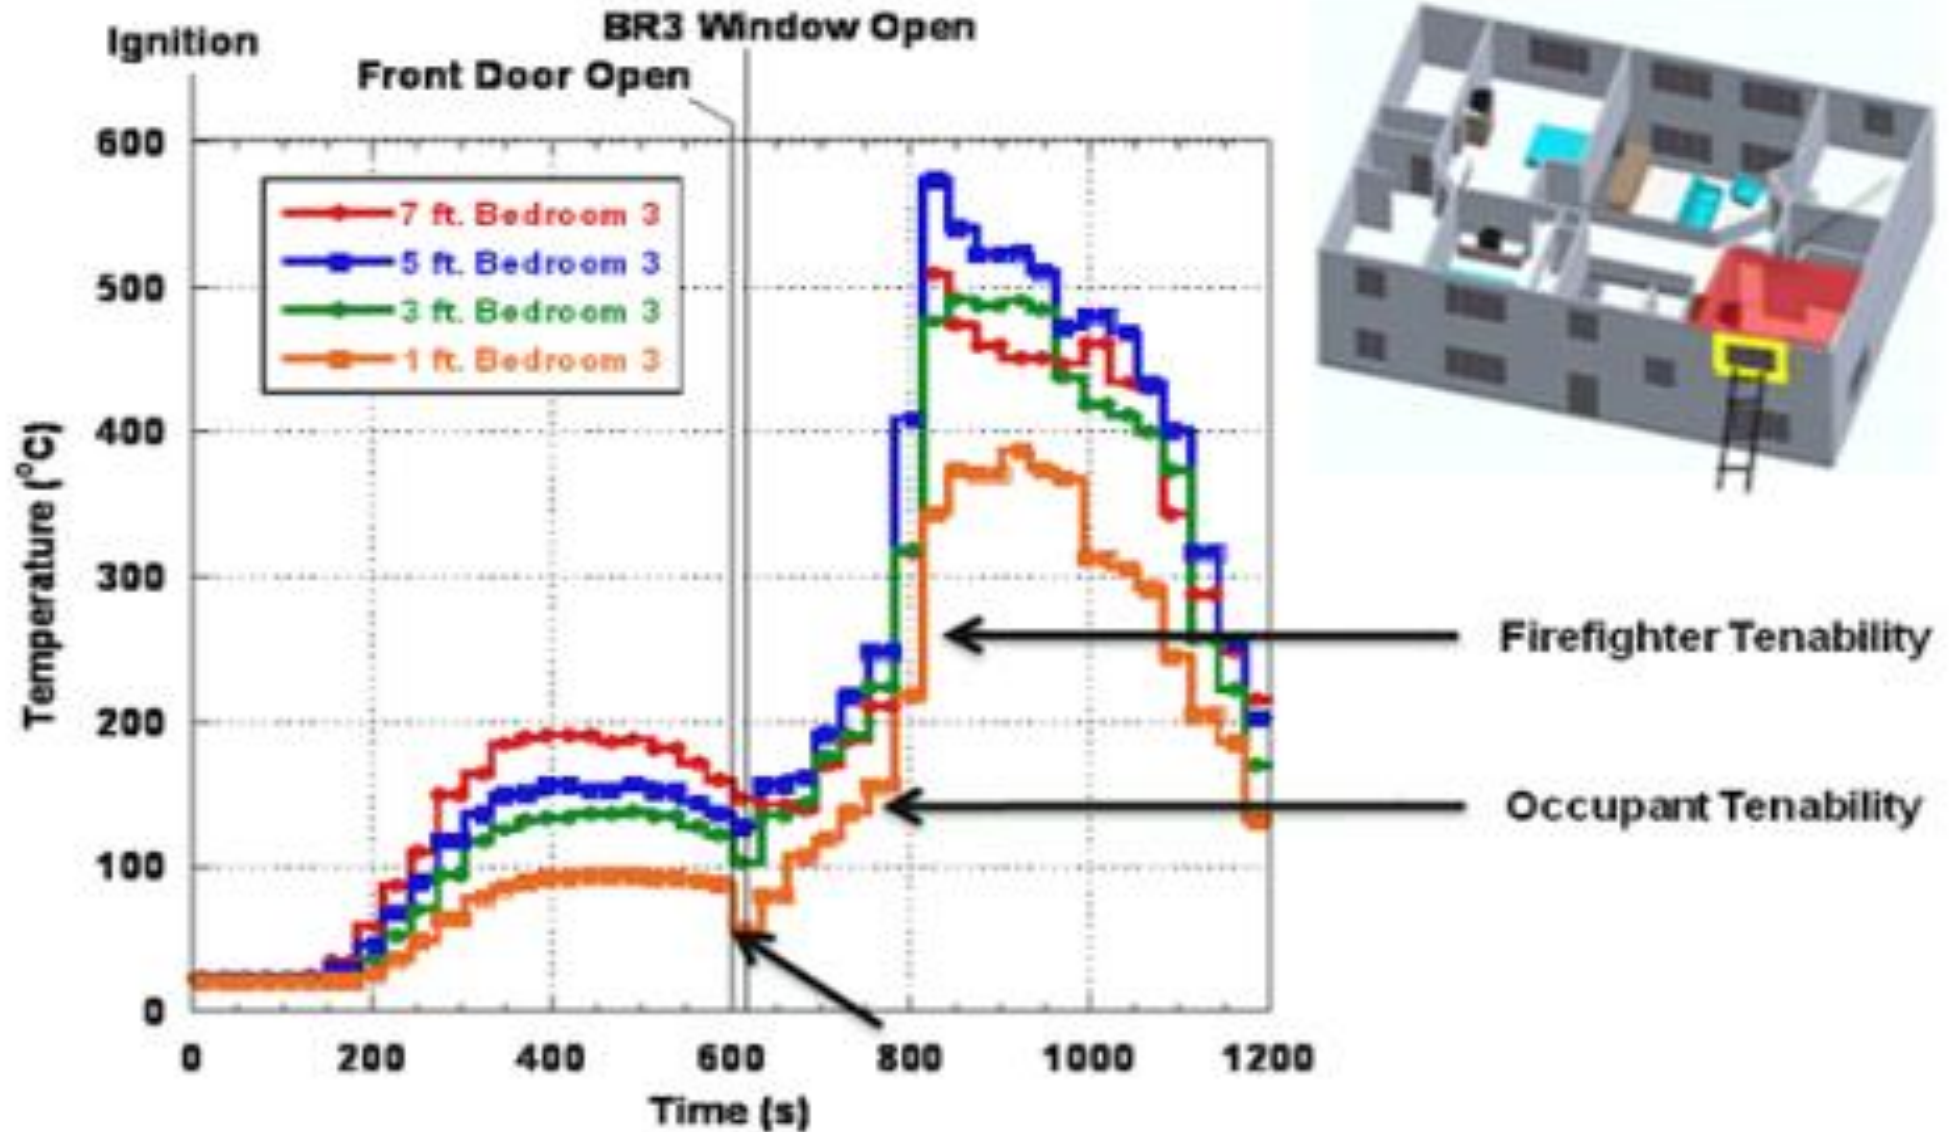 Ignition
BR3 Window Open
Front Door Open
600
500
400
300
200
100
0
Temperature (°C)
7 ft. Bedroom 3
5 ft. Bedroom 3
3 ft. Bedroom 3
1 ft. Bedroom 3
Firefighter Tenability
Occupant Tenability
0 200 400 600 800 1000 1200
Time (s)